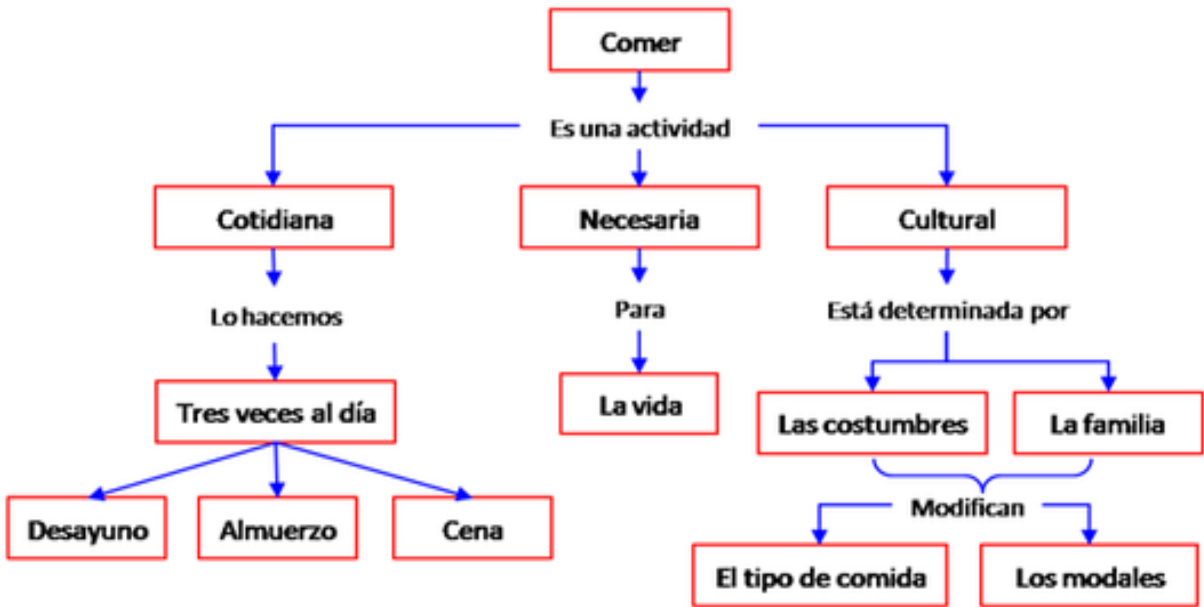 Comer
Es una actividad
Cotidiana
Necesaria
Cultural
Lo hacemos
Para
Está determinada por
Tres veces al día
La vida
Las costumbres
La familia
Modifican
Desayuno
Almuerzo
Cena
El tipo de comida
Los modales